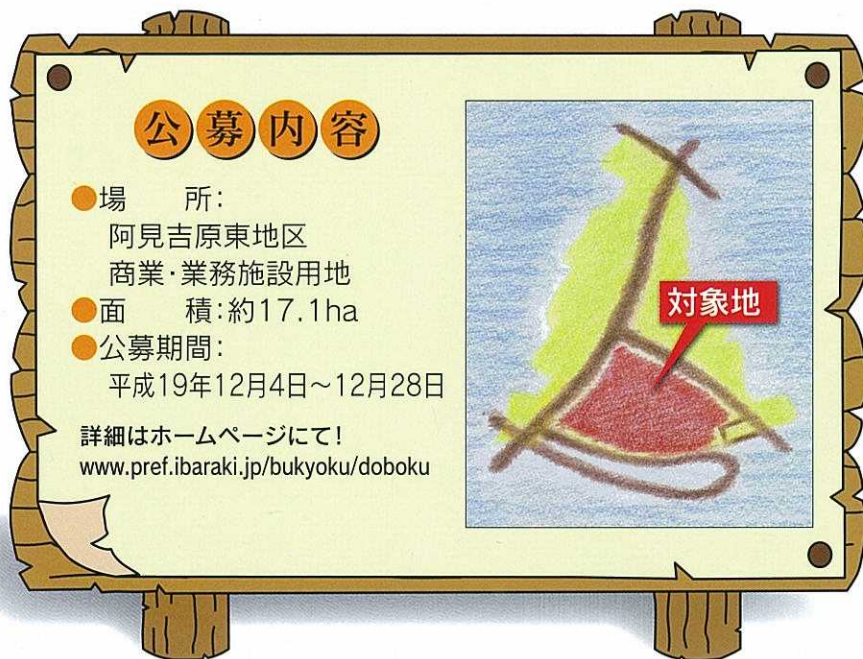 公募内容
●場　　所：
阿見吉原東地区
商業・業務施設用地
●面　　積：約17.1ha
●公募期間：
平成19年12月4日～12月28日
詳細はホームページにて！
www.pref.ibaraki.jp/bukyoku/doboku
対象地